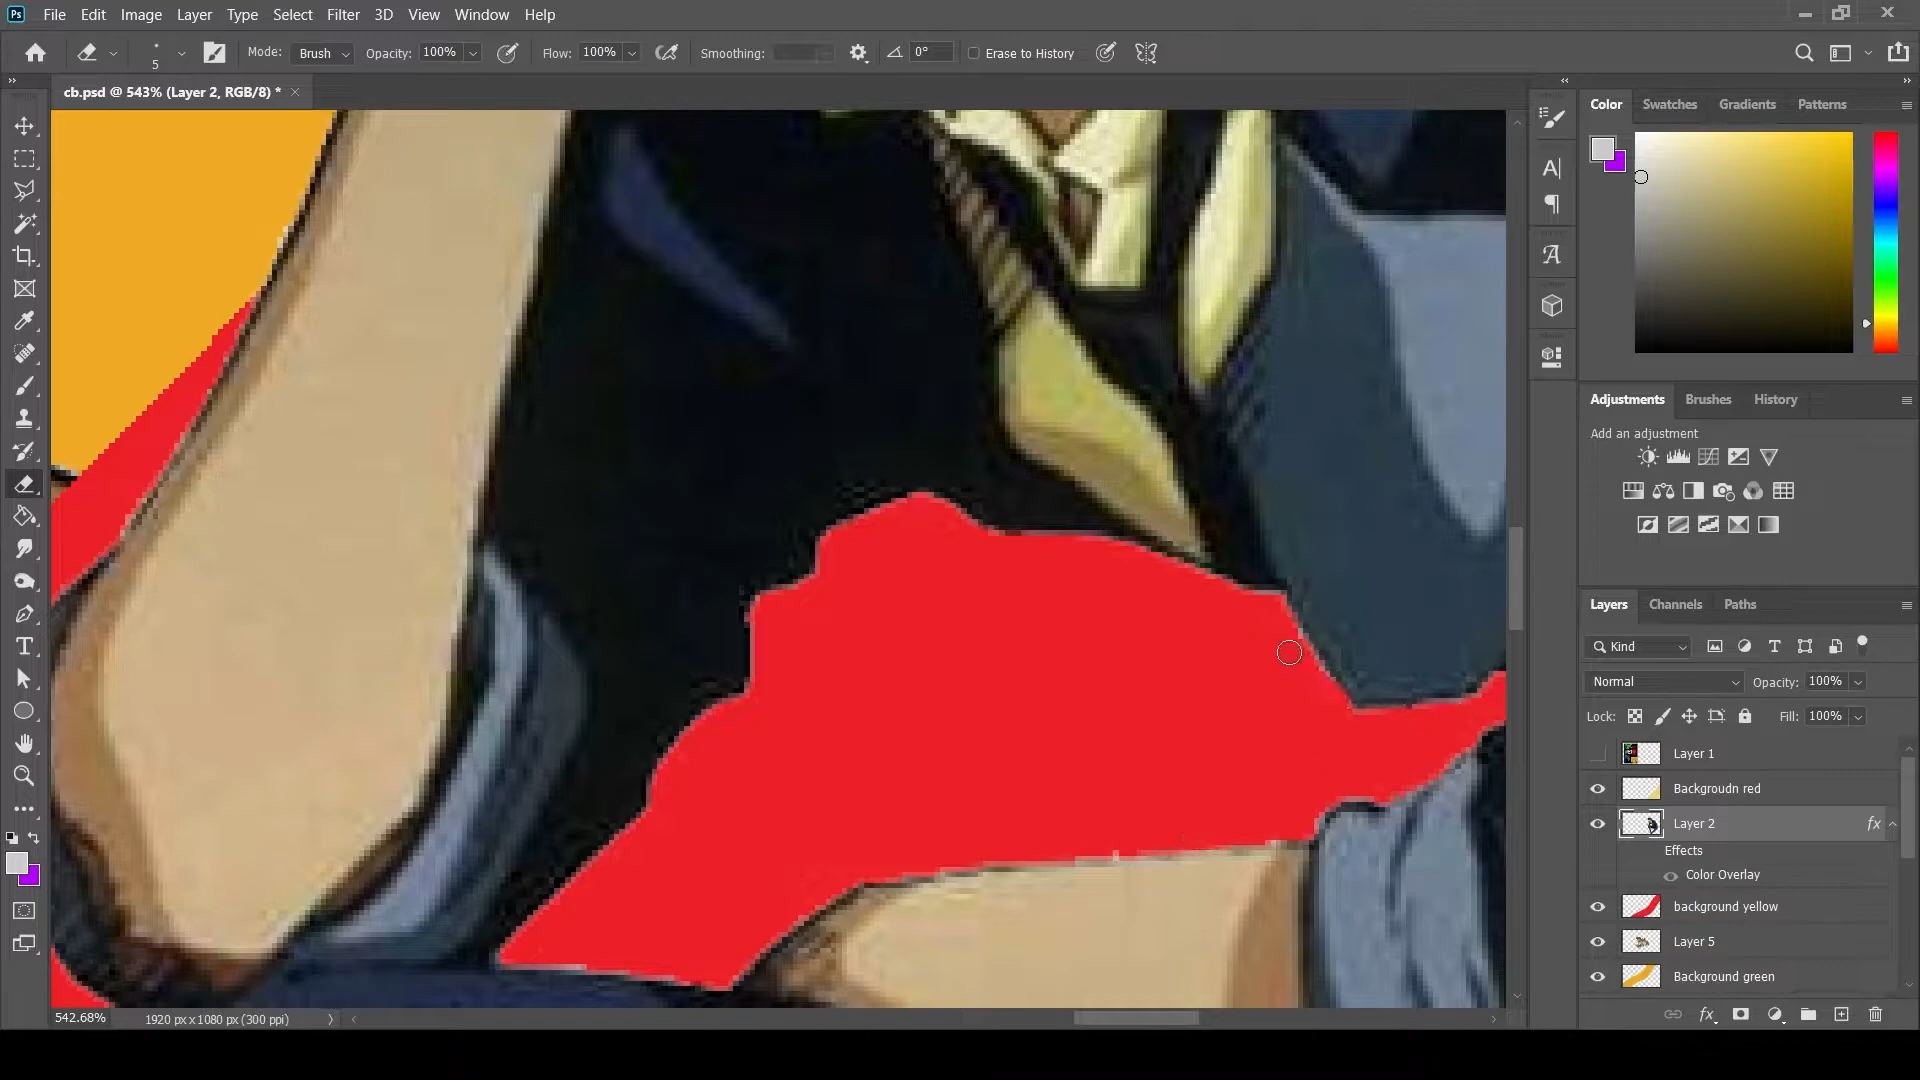 Ps File Edit Image Layer Type Select Filter 3D View Window Help
5 Mode: Brush Opacity: 100% Flow: 100% Smoothing: 0° Erase to History
cb.psd @ 543% (Layer 2, RGB/8) *
Color Swatches Gradients Patterns
Adjustments Brushes History
Add an adjustment
Layers Channels Paths
Kind
Normal Opacity: 100%
Lock: Fill: 100%
Layer 1
Backgroudn red
Layer 2 fx
Effects
Color Overlay
background yellow
Layer 5
Background green
542.68% 1920 px x 1080 px (300 ppi)
fx